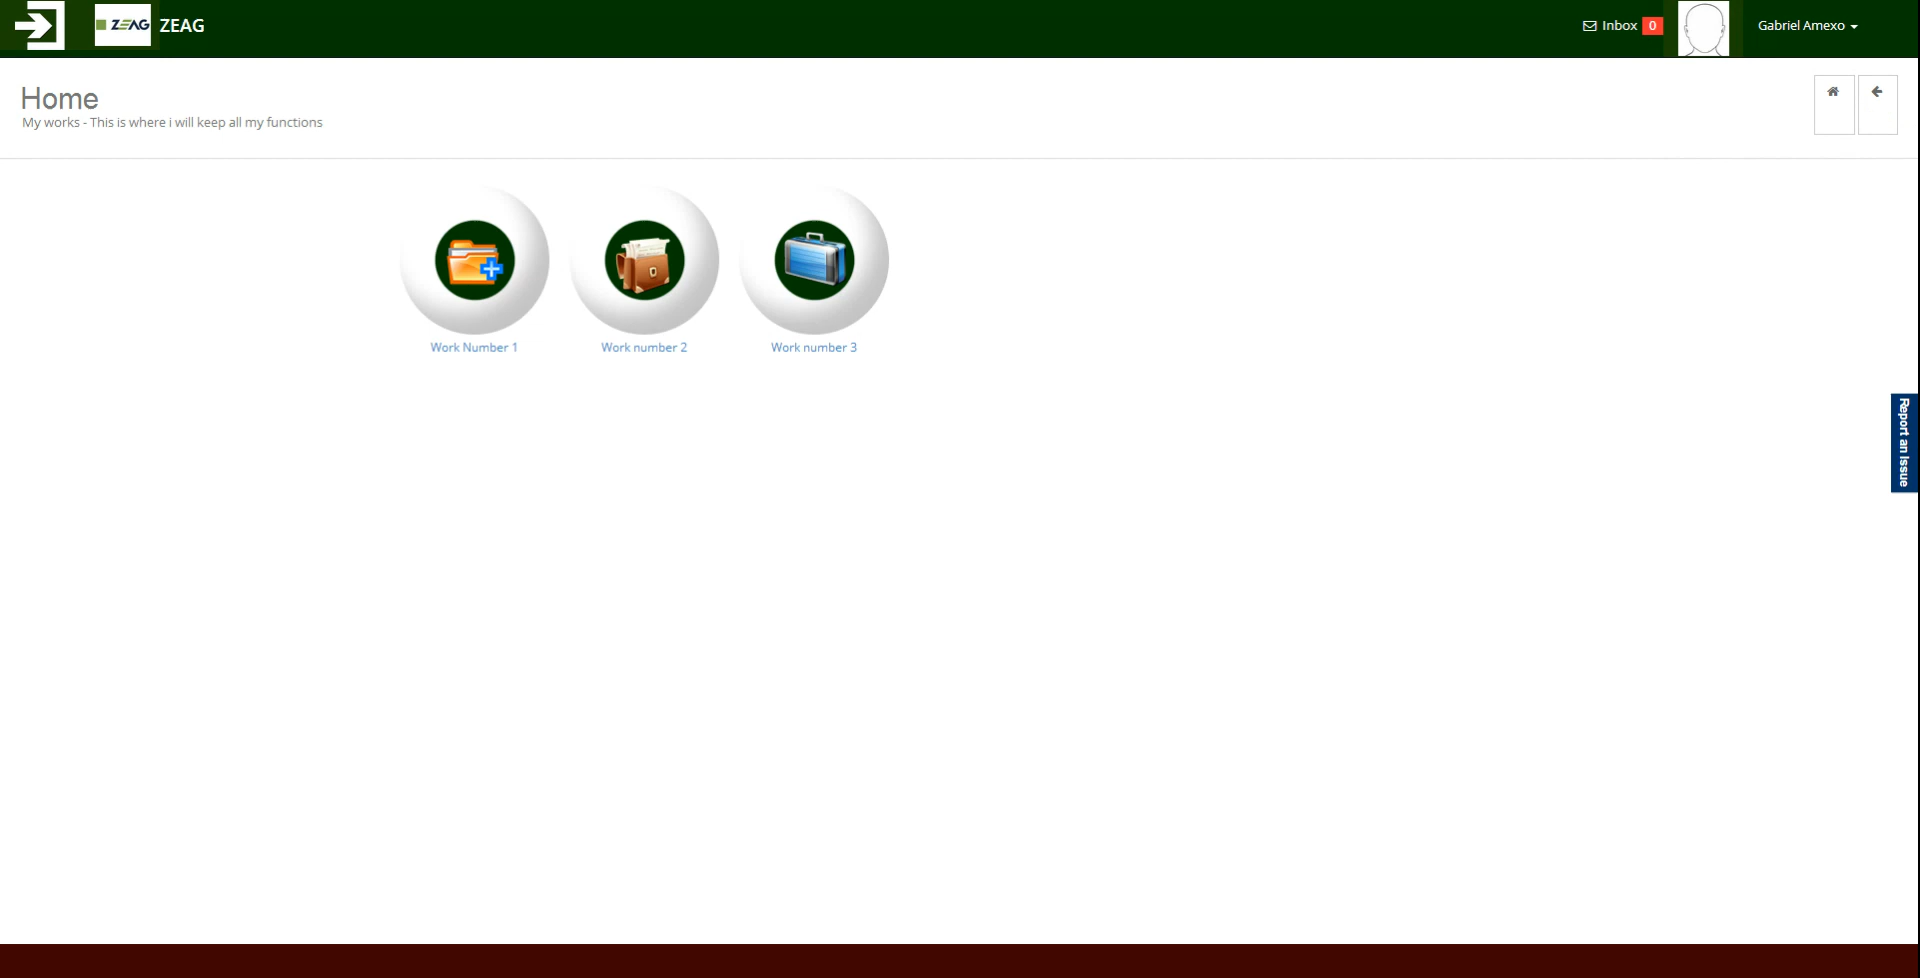 ZEAG ZEAG
Inbox 0
Gabriel Amexo
Home
My works - This is where i will keep all my functions
Work Number 1
Work number 2
Work number 3
Report an Issue